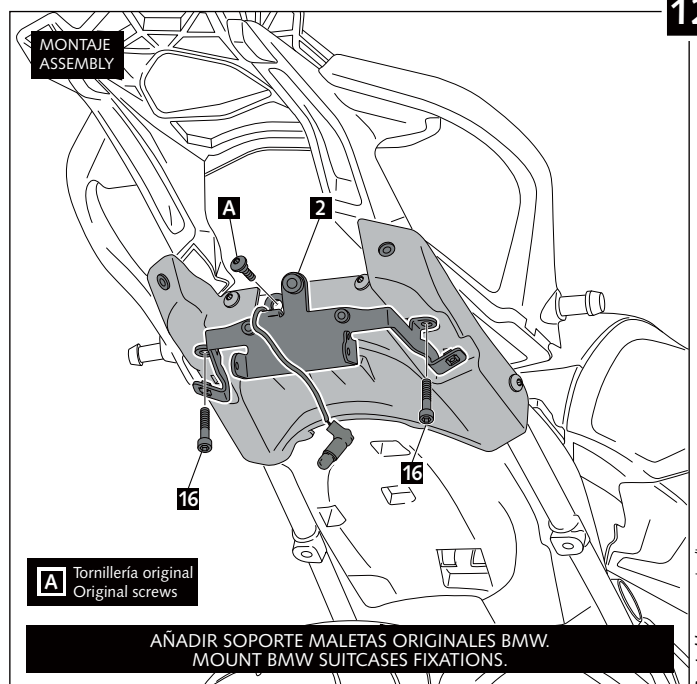 12
MONTAJE
ASSEMBLY
A
2
16
16
A
Tornillería original
Original screws
AÑADIR SOPORTE MALETAS ORIGINALES BMW.
MOUNT BMW SUITCASES FIXATIONS.